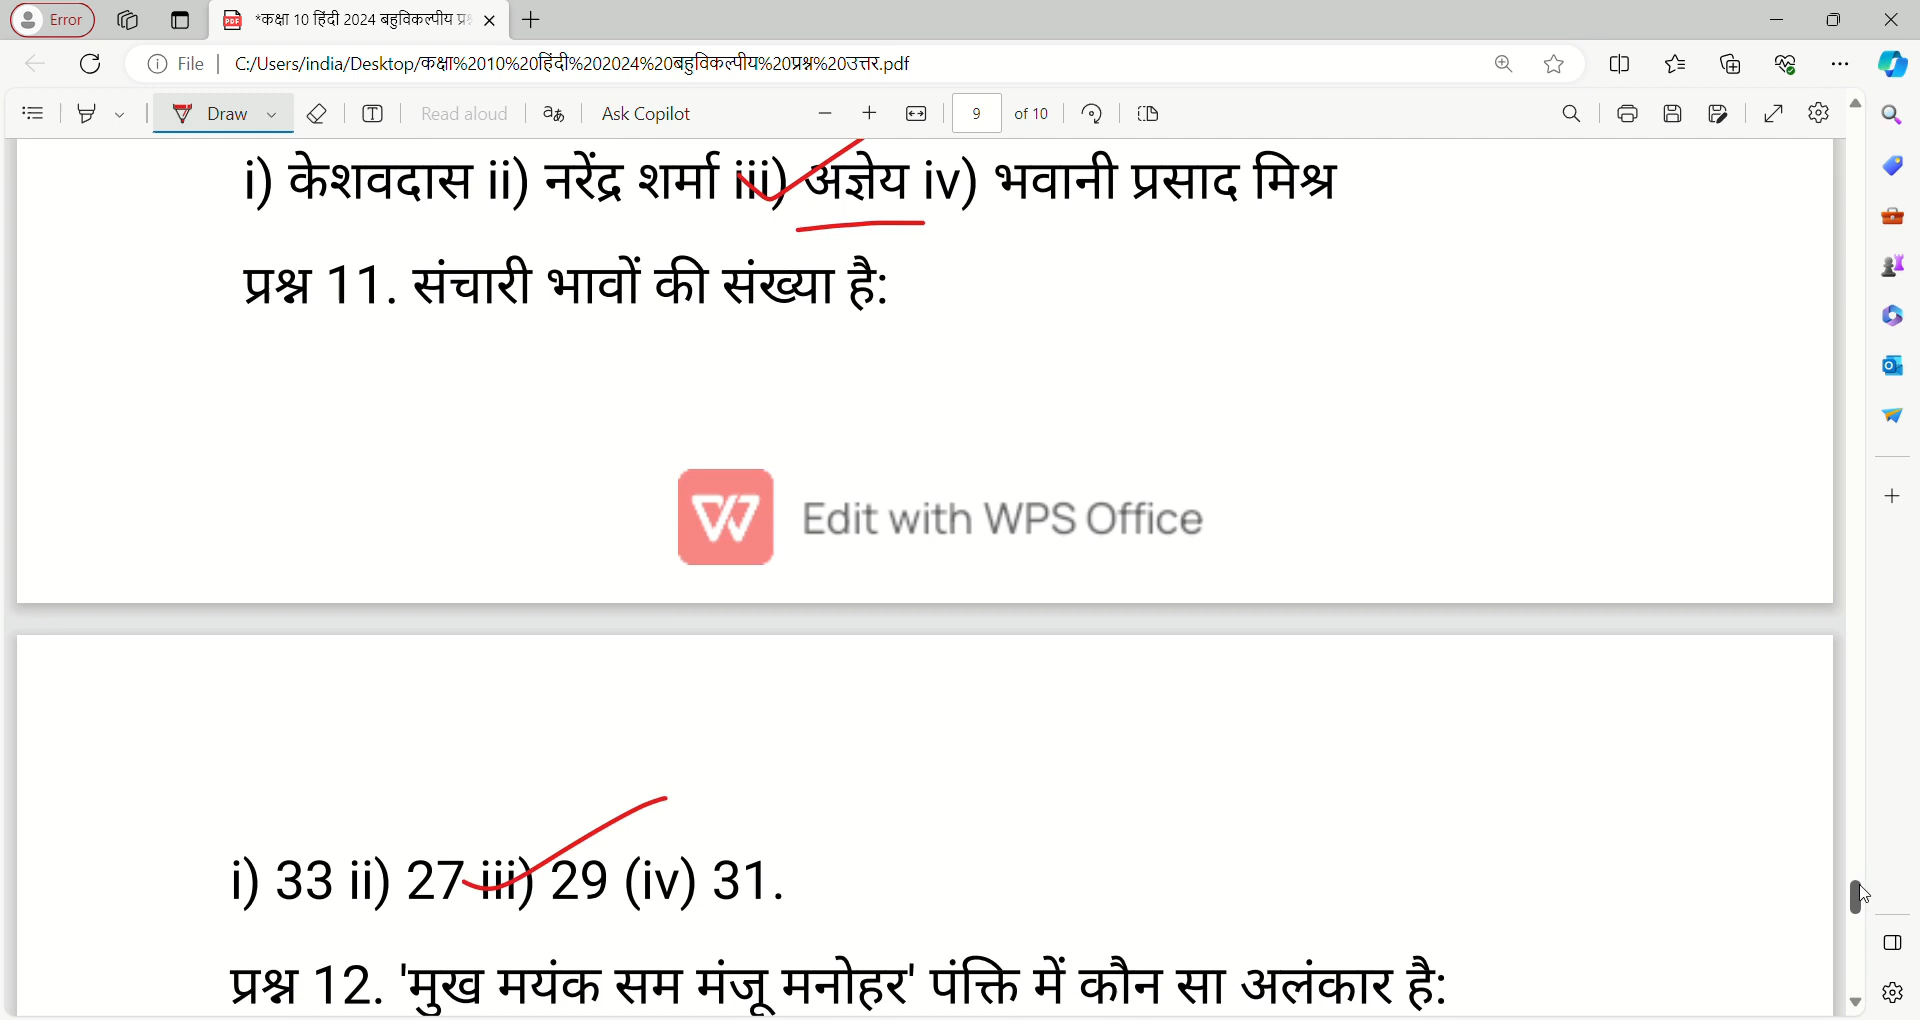 Error
*कक्षा 10 हिंदी 2024 बहुविकल्पीय प्रश्
File
C:/Users/india/Desktop/कक्षा%2010%20हिंदी%202024%20बहुविकल्पीय%20प्रश्न%20उत्तर.pdf
Draw
Read aloud
aあ
Ask Copilot
9
of 10
i) केशवदास ii) नरेंद्र शर्मा iii) अज्ञेय iv) भवानी प्रसाद मिश्र
प्रश्न 11. संचारी भावों की संख्या है:
Edit with WPS Office
i) 33 ii) 27 iii) 29 (iv) 31.
प्रश्न 12. 'मुख मयंक सम मंजू मनोहर' पंक्ति में कौन सा अलंकार है: